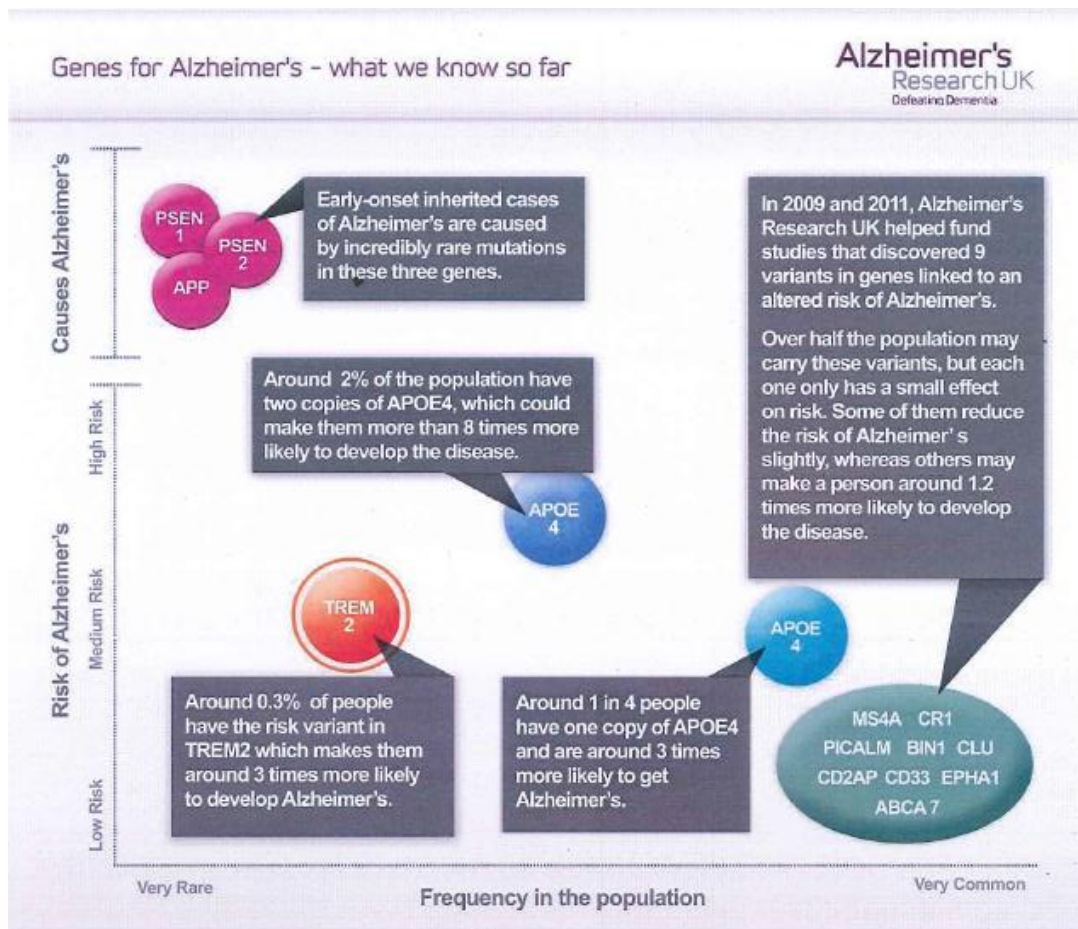 Genes for Alzheimer's - what we know so far
Alzheimer's
Research UK
Defeating Dementia
Causes Alzheimer's
PSEN
1
PSEN
2
APP
Early-onset inherited cases
of Alzheimer's are caused
by incredibly rare mutations
in these three genes.
In 2009 and 2011, Alzheimer's
Research UK helped fund
studies that discovered 9
variants in genes linked to an
altered risk of Alzheimer's.
Over half the population may
carry these variants, but each
one only has a small effect
on risk. Some of them reduce
the risk of Alzheimer' s
slightly, whereas others may
make a person around 1.2
times more likely to develop
the disease.
Around 2% of the population have
two copies of APOE4, which could
make them more than 8 times more
likely to develop the disease.
APOE
4
Risk of Alzheimer's
High Risk
Medium Risk
Low Risk
TREM
2
APOE
4
Around 0.3% of people
have the risk variant in
TREM2 which makes them
around 3 times more likely
to develop Alzheimer's.
Around 1 in 4 people
have one copy of APOE4
and are around 3 times
more likely to get
Alzheimer's.
MS4A CR1
PICALM BIN1 CLU
CD2AP CD33 EPHA1
ABCA 7
Very Rare
Frequency in the population
Very Common